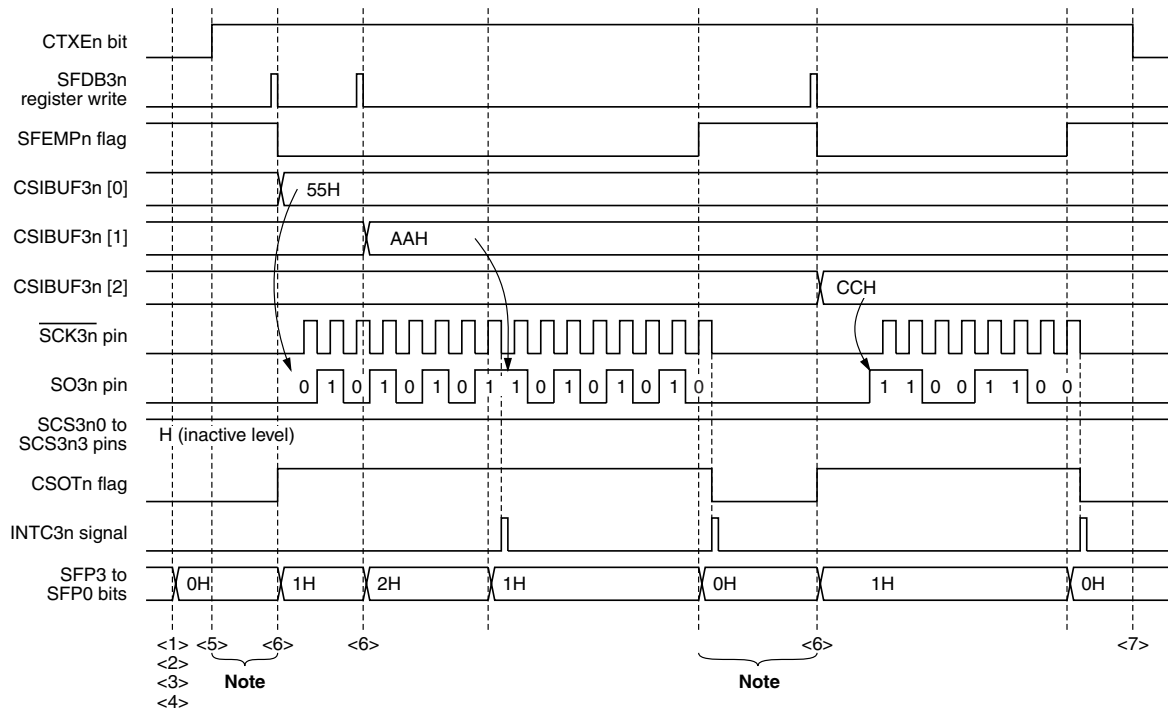 CTXEn bit
SFDB3n
register write
SFEMPn flag
CSIBUF3n [0]
55H
CSIBUF3n [1]
AAH
CSIBUF3n [2]
CCH
SCK3n pin
SO3n pin
0 1 0 1 0 1 0 1 1 0 1 0 1 0 1 0 1 1 0 0 1 1 0 0
SCS3n0 to
SCS3n3 pins
H (inactive level)
CSOTn flag
INTC3n signal
SFP3 to
SFP0 bits
0H 1H 2H 1H 0H 1H 0H
<1> <5> <6> <6> <6> <7>
<2>
<3>
<4>
Note Note